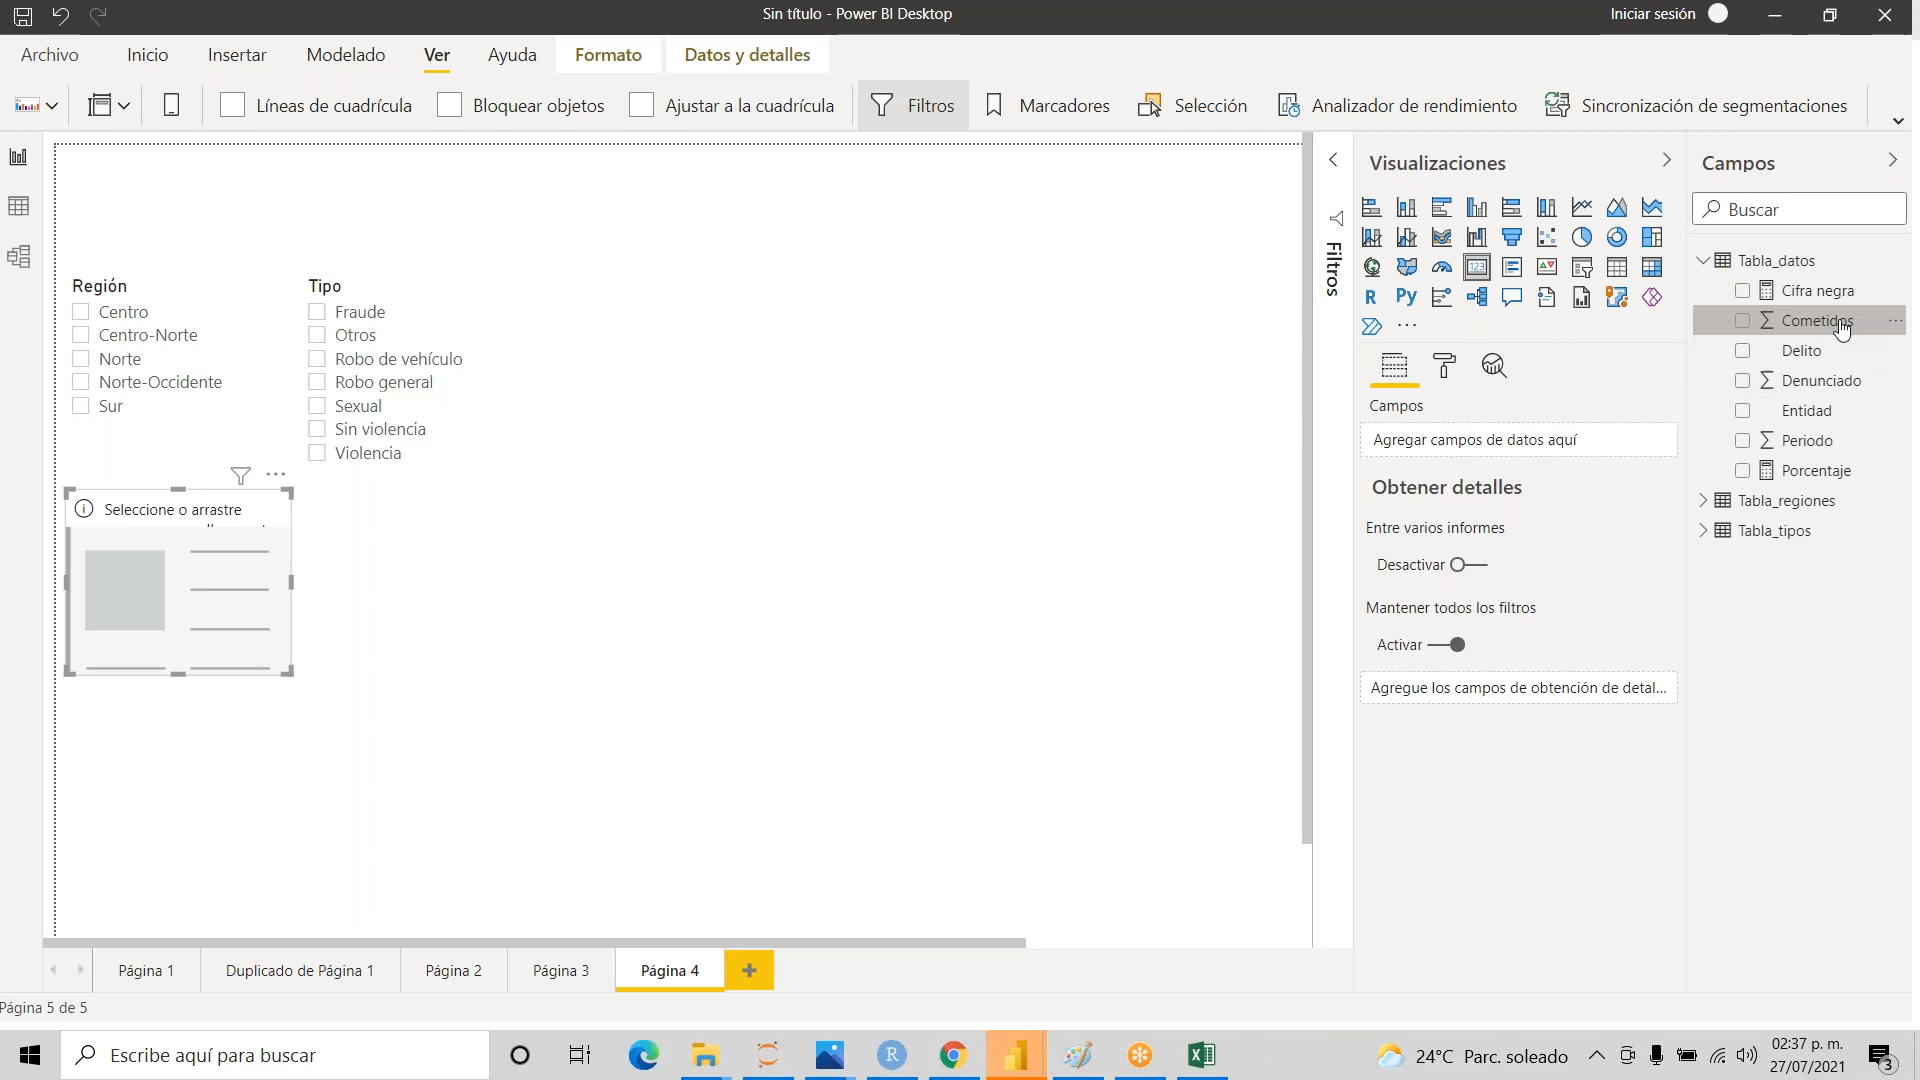 Sin título - Power BI Desktop
Iniciar sesión
Archivo
Inicio
Insertar
Modelado
Ver
Ayuda
Formato
Datos y detalles
Líneas de cuadrícula
Bloquear objetos
Ajustar a la cuadrícula
Filtros
Marcadores
Selección
Analizador de rendimiento
Sincronización de segmentaciones
Región
Centro
Centro-Norte
Norte
Norte-Occidente
Sur
Tipo
Fraude
Otros
Robo de vehículo
Robo general
Sexual
Sin violencia
Violencia
Seleccione o arrastre
Filtros
Visualizaciones
123
R
Py
Campos
Agregar campos de datos aquí
Obtener detalles
Entre varios informes
Desactivar
Mantener todos los filtros
Activar
Agregue los campos de obtención de detal...
Campos
Buscar
Tabla_datos
Cifra negra
Cometidos
Delito
Denunciado
Entidad
Periodo
Porcentaje
Tabla_regiones
Tabla_tipos
Página 1
Duplicado de Página 1
Página 2
Página 3
Página 4
Página 5 de 5
Escribe aquí para buscar
R
24°C Parc. soleado
02:37 p. m.
27/07/2021
3